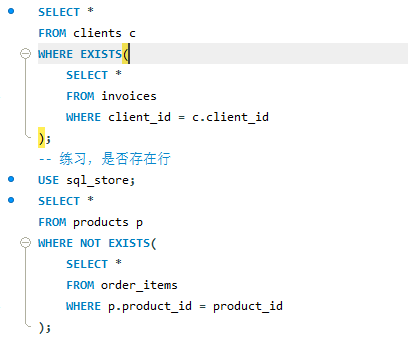 SELECT *
FROM clients c
WHERE EXISTS(
SELECT *
FROM invoices
WHERE client_id = c.client_id
);
-- 练习，是否存在行
USE sql_store;
SELECT *
FROM products p
WHERE NOT EXISTS(
SELECT *
FROM order_items
WHERE p.product_id = product_id
);